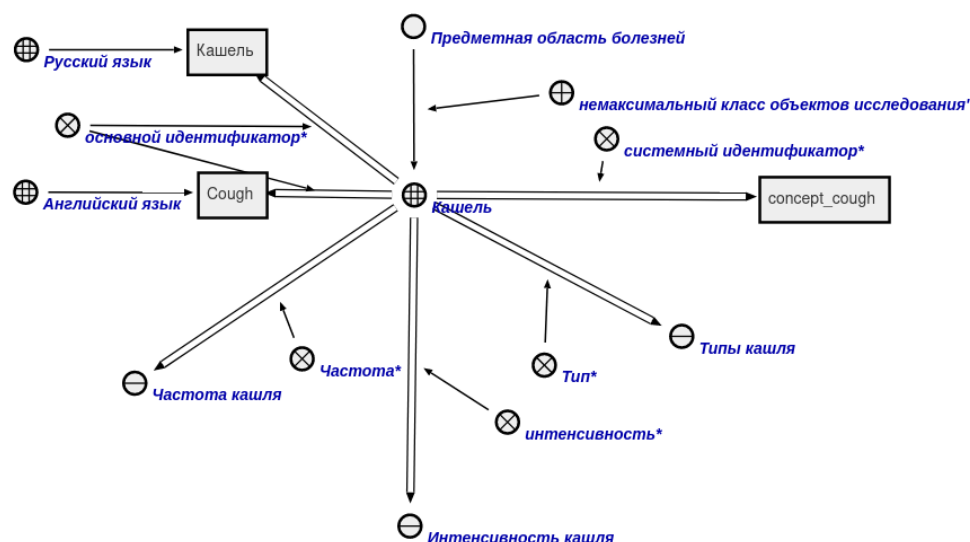 Предметная область болезней
Кашель
Русский язык
немаксимальный класс объектов исследования'
основной идентификатор*
системный идентификатор*
Cough
Английский язык
Кашель
concept_cough
Типы кашля
Частота*
Тип*
Частота кашля
интенсивность*
Интенсивность кашля